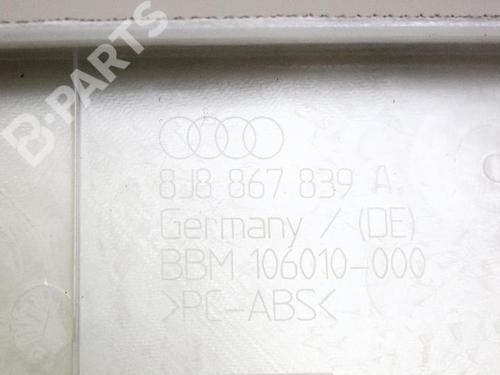 B-PARTS
8J8 867 839 A
Germany / (DE)
BBM 106010-000
>PC-ABS<